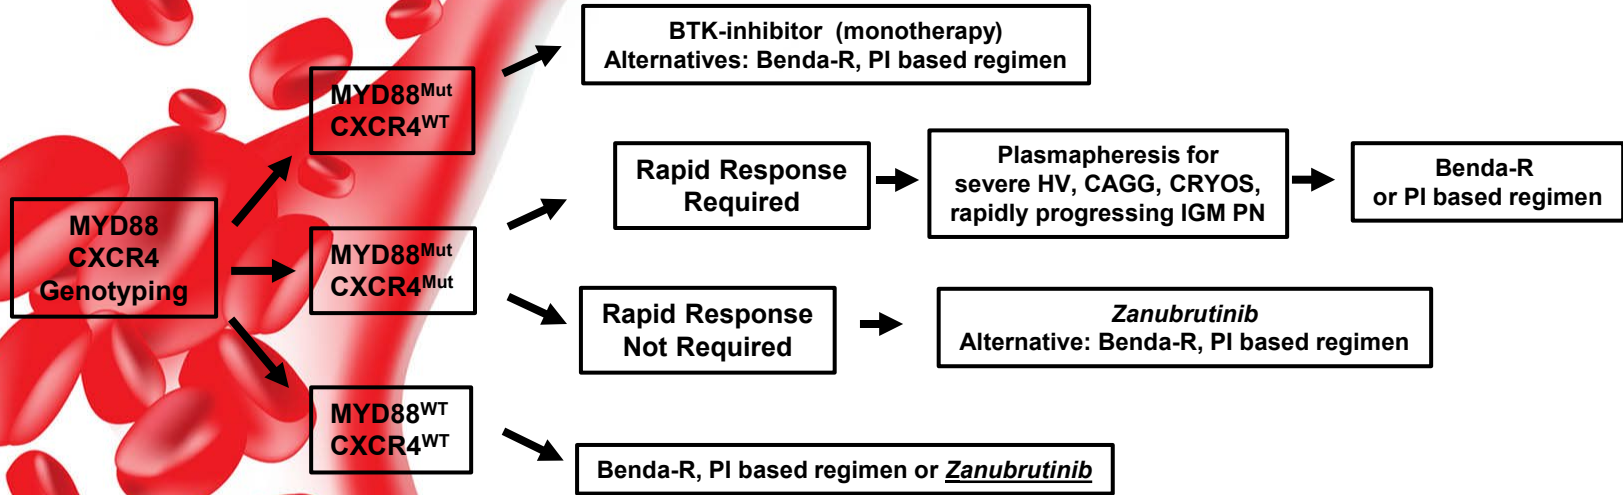 MYD88
CXCR4
Genotyping
MYD88Mut
CXCR4WT
BTK-inhibitor (monotherapy)
Alternatives: Benda-R, PI based regimen
MYD88Mut
CXCR4Mut
Rapid Response
Required
Plasmapheresis for
severe HV, CAGG, CRYOS,
rapidly progressing IGM PN
Benda-R
or PI based regimen
Rapid Response
Not Required
Zanubrutinib
Alternative: Benda-R, PI based regimen
MYD88WT
CXCR4WT
Benda-R, PI based regimen or Zanubrutinib